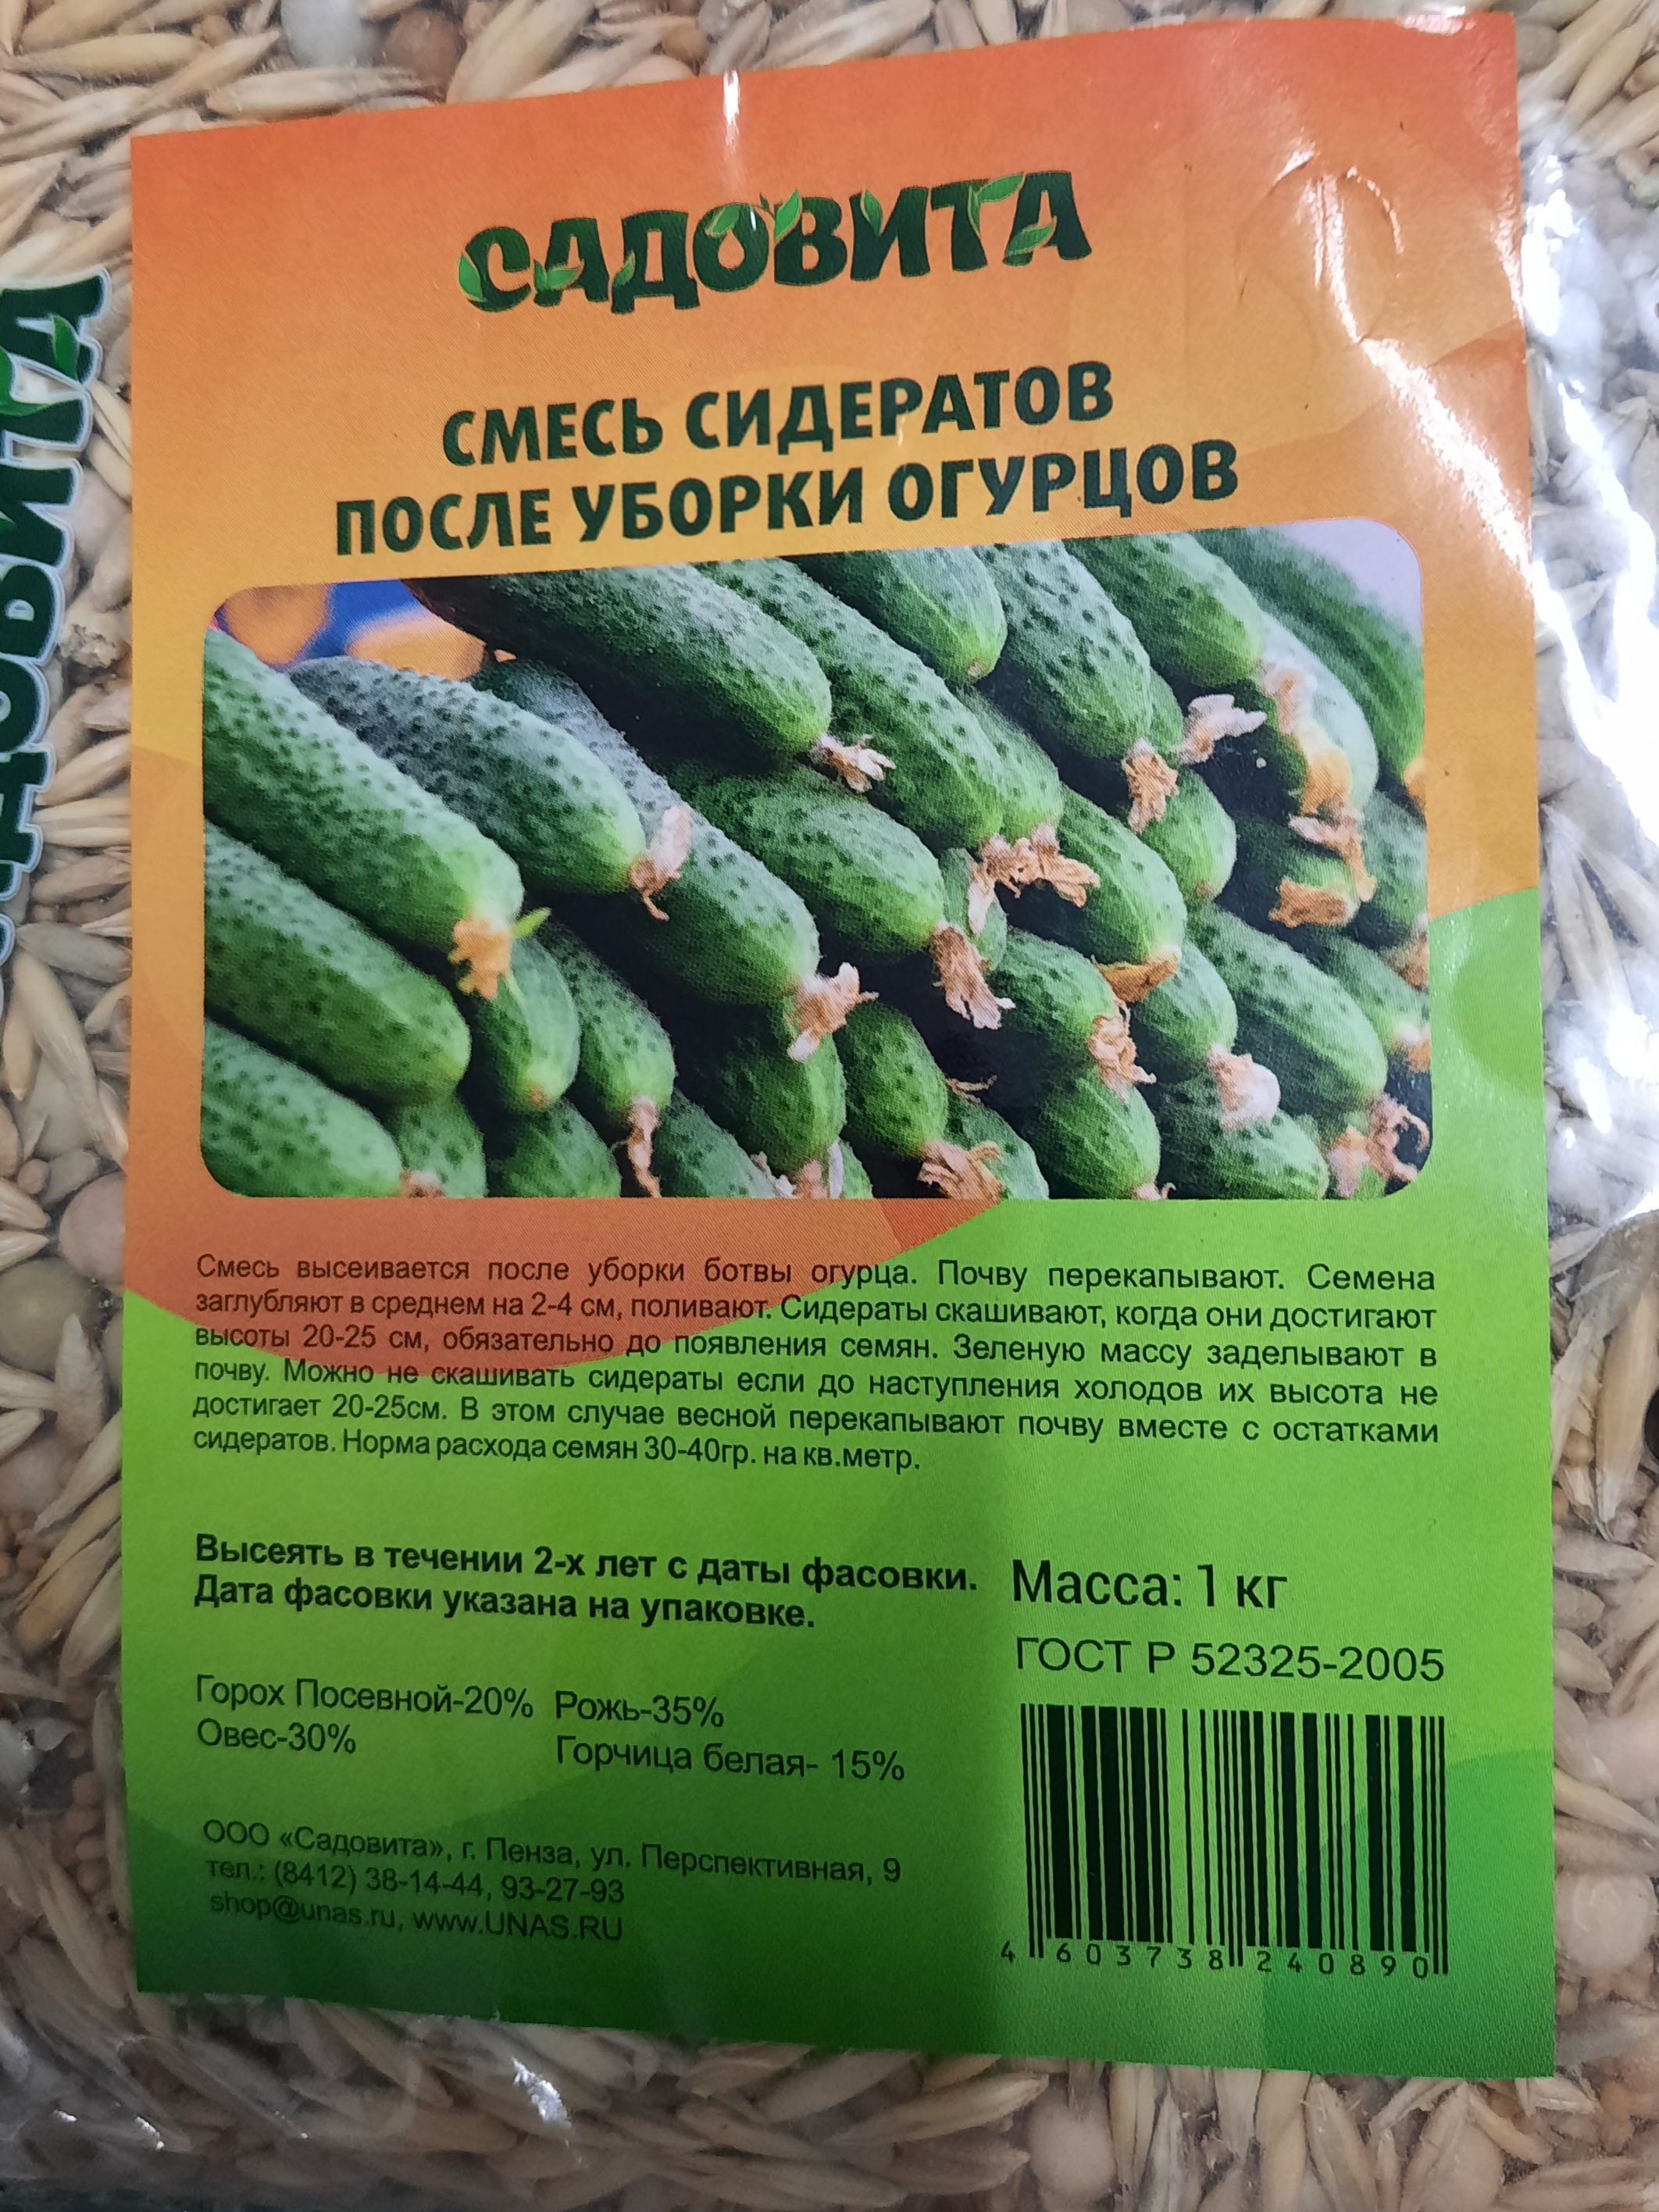 САДОВИТА
СМЕСЬ СИДЕРАТОВ
ПОСЛЕ УБОРКИ ОГУРЦОВ
Смесь высеивается после уборки ботвы огурца. Почву перекапывают. Семена
заглубляют в среднем на 2-4 см, поливают. Сидераты скашивают, когда они достигают
высоты 20-25 см, обязательно до появления семян. Зеленую массу заделывают в
почву. Можно не скашивать сидераты если до наступления холодов их высота не
достигает 20-25см. В этом случае весной перекапывают почву вместе с остатками
сидератов. Норма расхода семян 30-40гр. на кв.метр.
Высеять в течении 2-х лет с даты фасовки.
Дата фасовки указана на упаковке.
Масса: 1 кг
ГОСТ Р 52325-2005
Горох Посевной-20% Рожь-35%
Овес-30% Горчица белая- 15%
ООО «Садовита», г. Пенза, ул. Перспективная, 9
тел.: (8412) 38-14-44, 93-27-93
shop@unas.ru, www.UNAS.RU
4 603738 240890